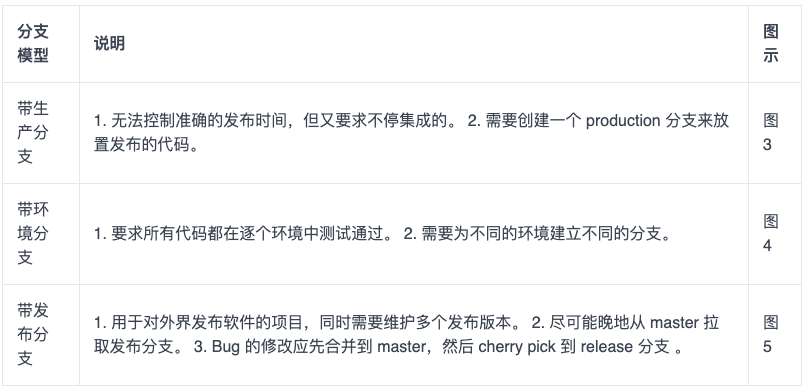 分支
模型
说明
图
示
带生
产分
支
1. 无法控制准确的发布时间，但又要求不停集成的。 2. 需要创建一个 production 分支来放
置发布的代码。
图
3
带环
境分
支
1. 要求所有代码都在逐个环境中测试通过。 2. 需要为不同的环境建立不同的分支。
图
4
带发
布分
支
1. 用于对外界发布软件的项目，同时需要维护多个发布版本。 2. 尽可能晚地从 master 拉
取发布分支。 3. Bug 的修改应先合并到 master，然后 cherry pick 到 release 分支 。
图
5